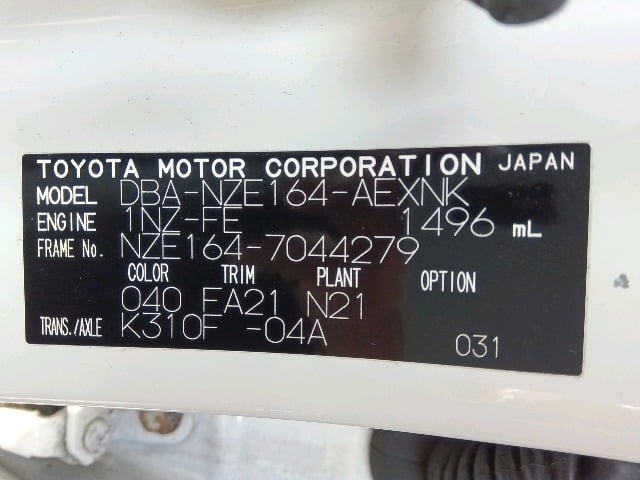 TOYOTA MOTOR CORPORATION JAPAN
MODEL DBA-NZE164-AEXNK
ENGINE 1NZ-FE 1496 mL
FRAME No. NZE164-7044279
COLOR TRIM PLANT OPTION
040 FA21 N21
TRANS./AXLE K310F -04A
031